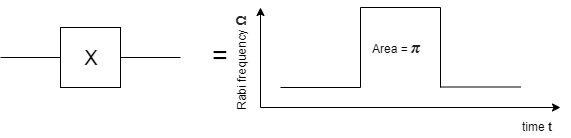 X
=
Rabi frequency Ω
Area = π
time t